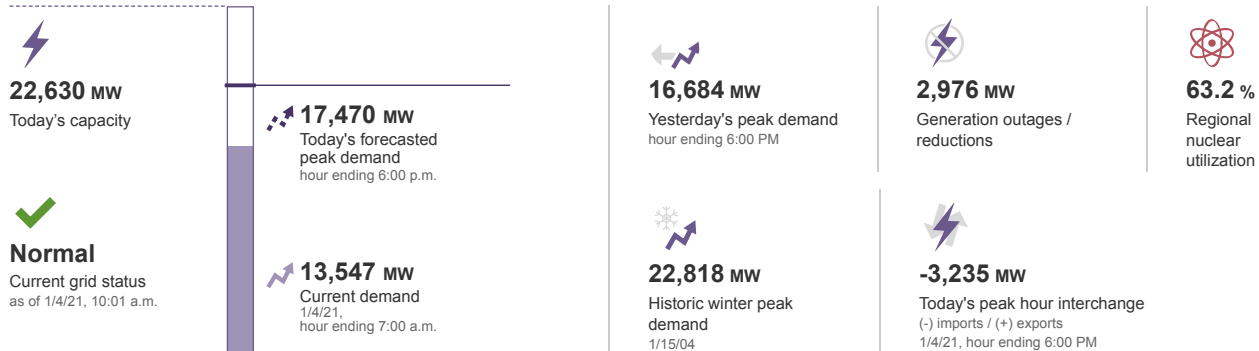 22,630 MW
Today's capacity
Normal
Current grid status
as of 1/4/21, 10:01 a.m.
17,470 MW
Today's forecasted
peak demand
hour ending 6:00 p.m.
13,547 MW
Current demand
1/4/21,
hour ending 7:00 a.m.
16,684 MW
Yesterday's peak demand
hour ending 6:00 PM
2,976 MW
Generation outages /
reductions
63.2 %
Regional
nuclear
utilization
22,818 MW
Historic winter peak
demand
1/15/04
-3,235 MW
Today's peak hour interchange
(-) imports / (+) exports
1/4/21, hour ending 6:00 PM